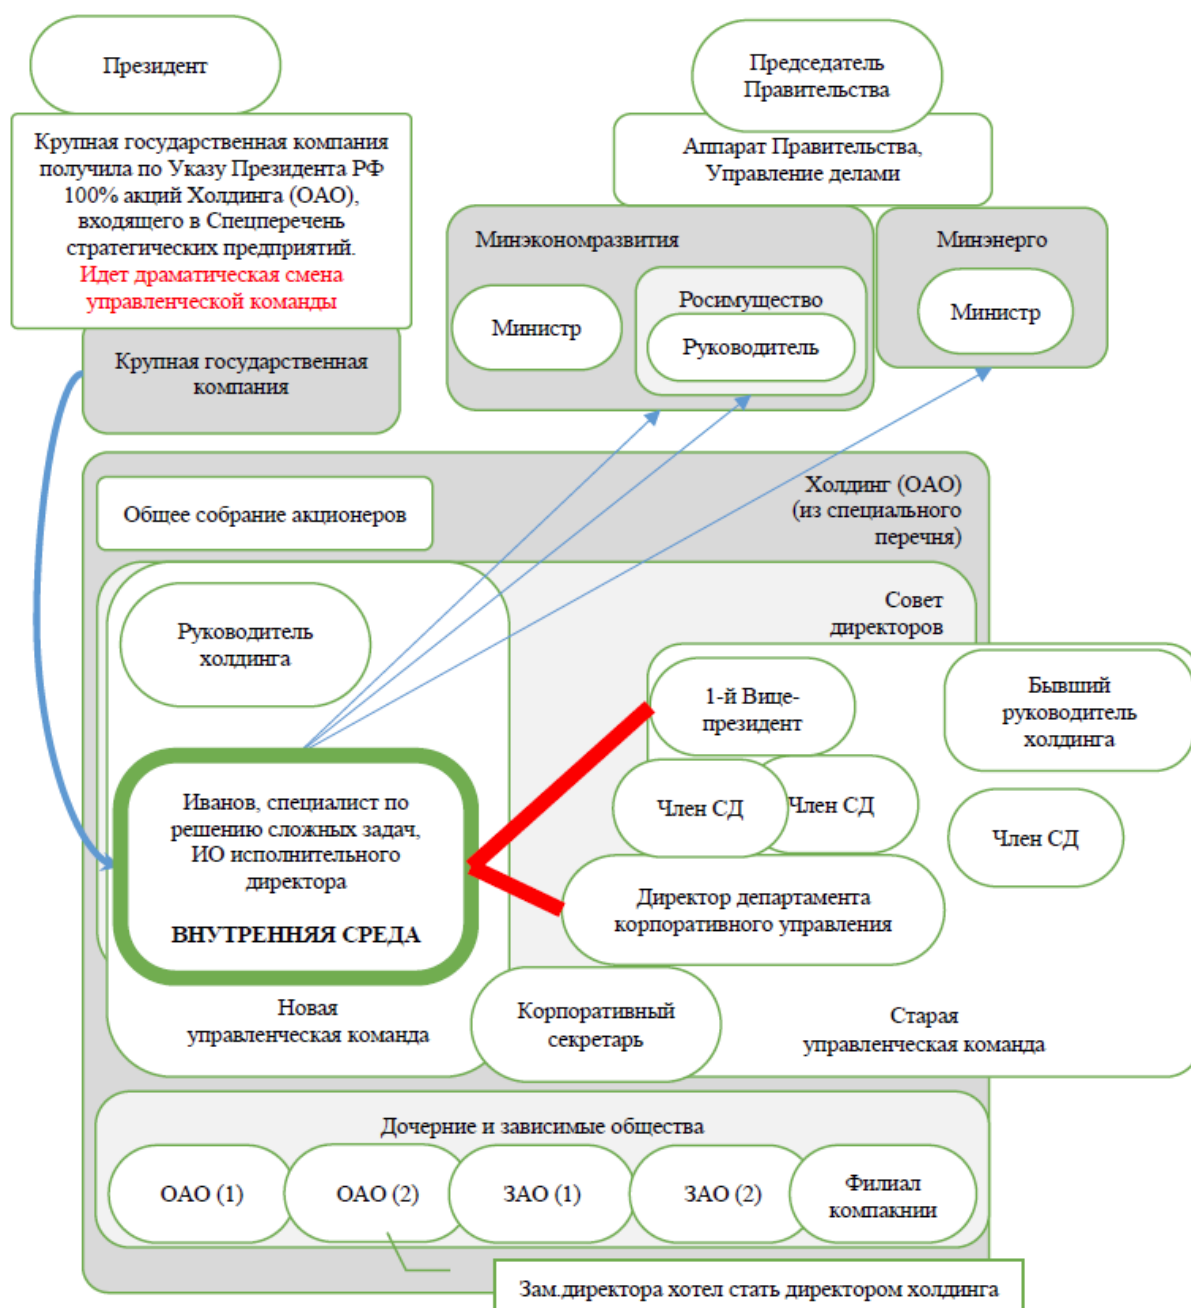 Президент
Крупная государственная компания
получила по Указу Президента РФ
100% акций Холдинга (ОАО),
входящего в Спецперечень
стратегических предприятий.
Идет драматическая смена
управленческой команды
Крупная государственная
компания
Председатель
Правительства
Аппарат Правительства,
Управление делами
Минэкономразвития
Министр
Росимущество
Руководитель
Минэнерго
Министр
Холдинг (ОАО)
(из специального
перечня)
Общее собрание акционеров
Совет
директоров
Руководитель
холдинга
1-й Вице-
президент
Бывший
руководитель
холдинга
Член СД
Член СД
Член СД
Иванов, специалист по
решению сложных задач,
ИО исполнительного
директора
ВНУТРЕННЯЯ СРЕДА
Директор департамента
корпоративного управления
Новая
управленческая команда
Корпоративный
секретарь
Старая
управленческая команда
Дочерние и зависимые общества
ОАО (1)
ОАО (2)
ЗАО (1)
ЗАО (2)
Филиал
компакнии
Зам.директора хотел стать директором холдинга